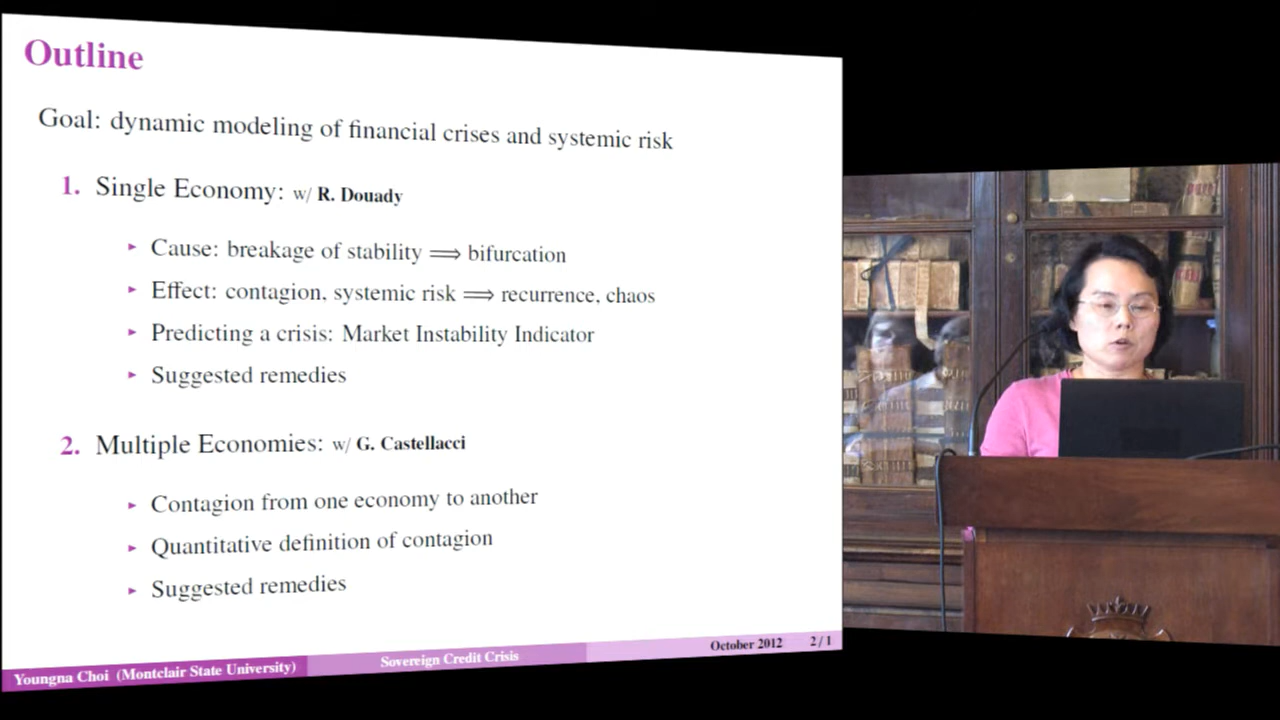 Outline
Goal: dynamic modeling of financial crises and systemic risk
1. Single Economy: w/ R. Douady
▸ Cause: breakage of stability ⟹ bifurcation
▸ Effect: contagion, systemic risk ⟹ recurrence, chaos
▸ Predicting a crisis: Market Instability Indicator
▸ Suggested remedies
2. Multiple Economies: w/ G. Castellacci
▸ Contagion from one economy to another
▸ Quantitative definition of contagion
▸ Suggested remedies
Youngna Choi (Montclair State University) Sovereign Credit Crisis October 2012 2 / 1